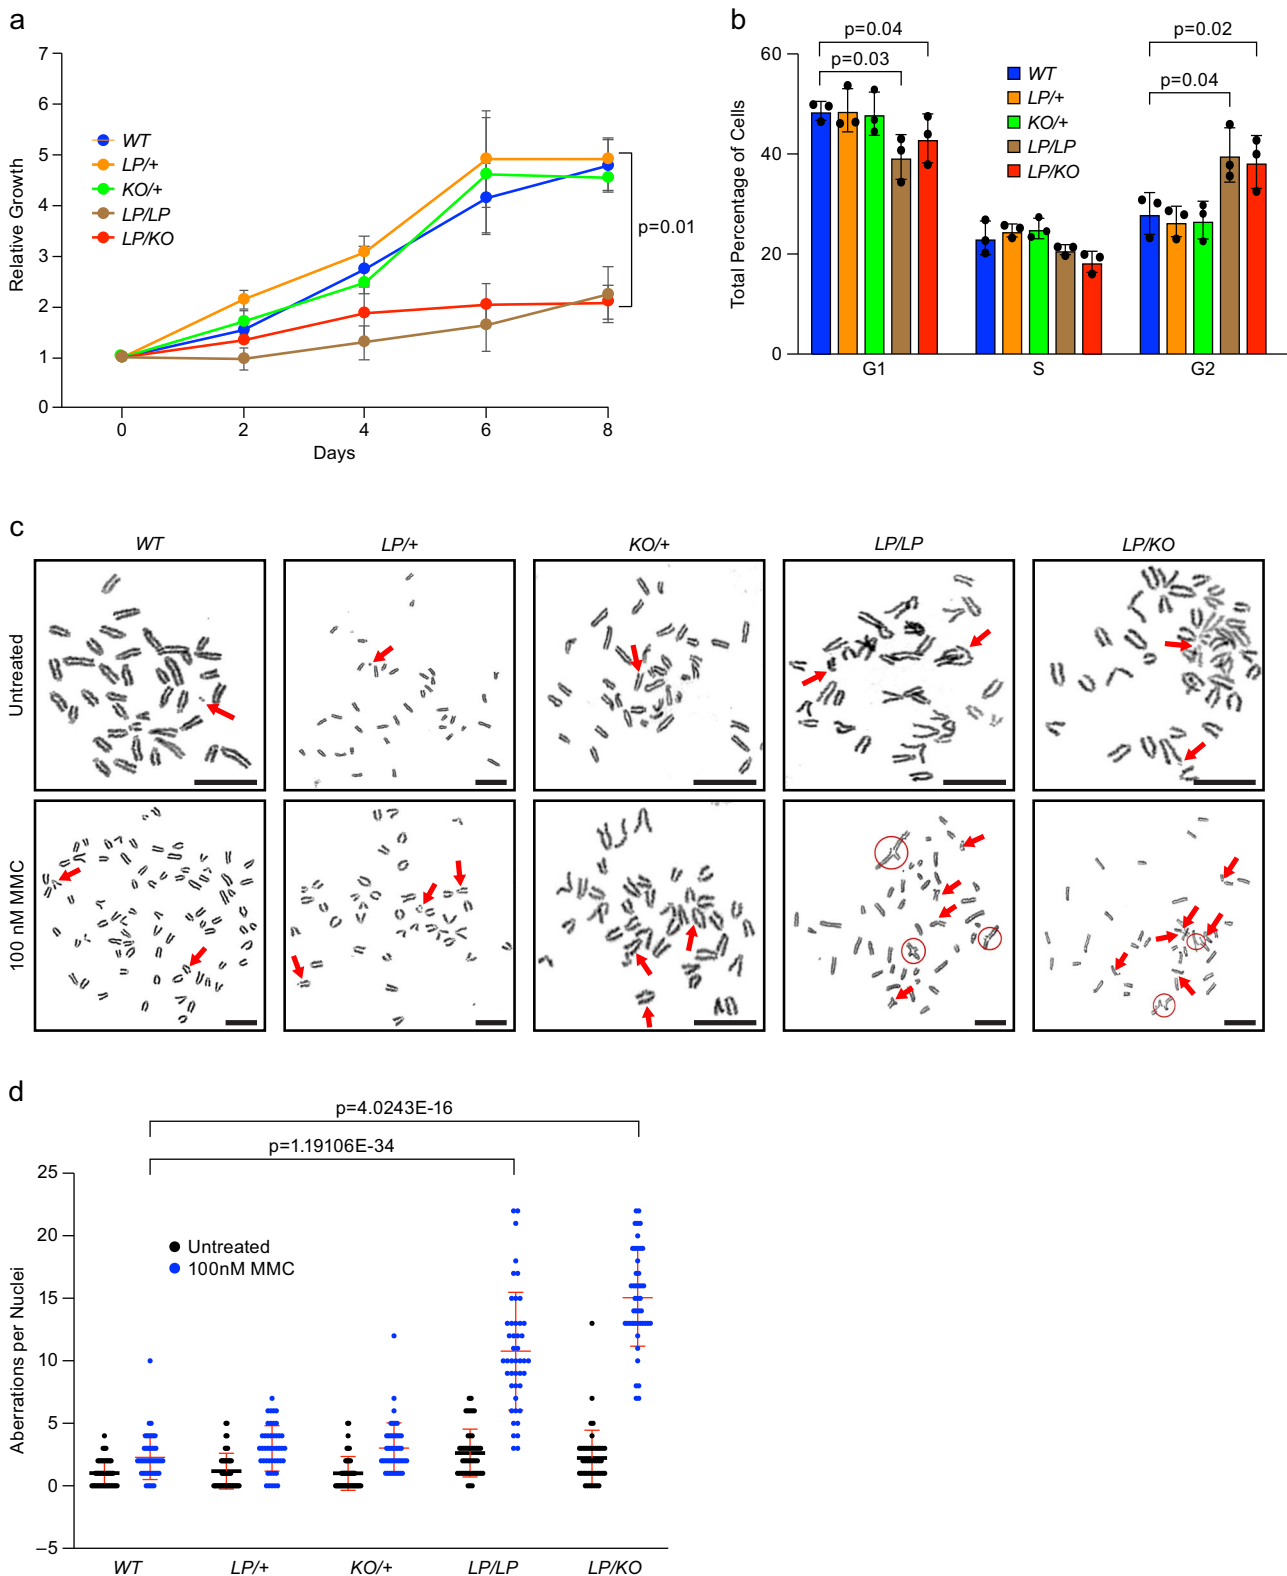 a
7
6
5
4
3
2
1
0
Relative Growth
WT
LP/+
KO/+
LP/LP
LP/KO
p=0.01
0 2 4 6 8
Days
b
p=0.04
p=0.03
p=0.02
p=0.04
60
40
20
0
Total Percentage of Cells
WT
LP/+
KO/+
LP/LP
LP/KO
G1 S G2
c
WT LP/+ KO/+ LP/LP LP/KO
Untreated
100 nM MMC
d
p=4.0243E-16
p=1.19106E-34
25
20
15
10
5
0
–5
Aberrations per Nuclei
Untreated
100nM MMC
WT LP/+ KO/+ LP/LP LP/KO